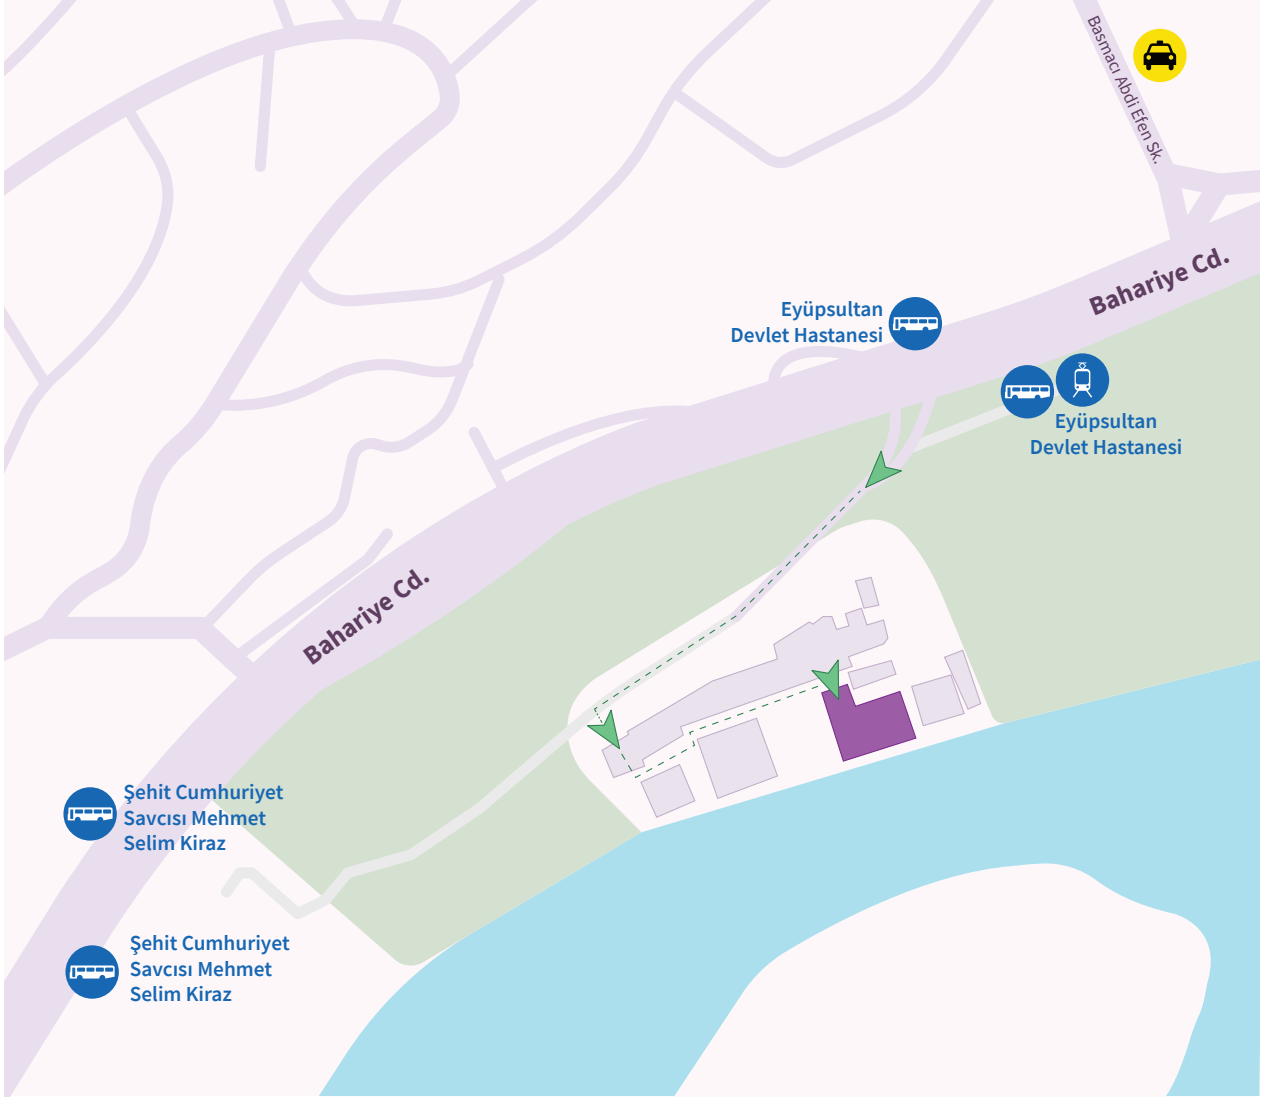 Basmacı Abdi Efen Sk.
Bahariye Cd.
Eyüpsultan
Devlet Hastanesi
Eyüpsultan
Devlet Hastanesi
Bahariye Cd.
Şehit Cumhuriyet
Savcısı Mehmet
Selim Kiraz
Şehit Cumhuriyet
Savcısı Mehmet
Selim Kiraz